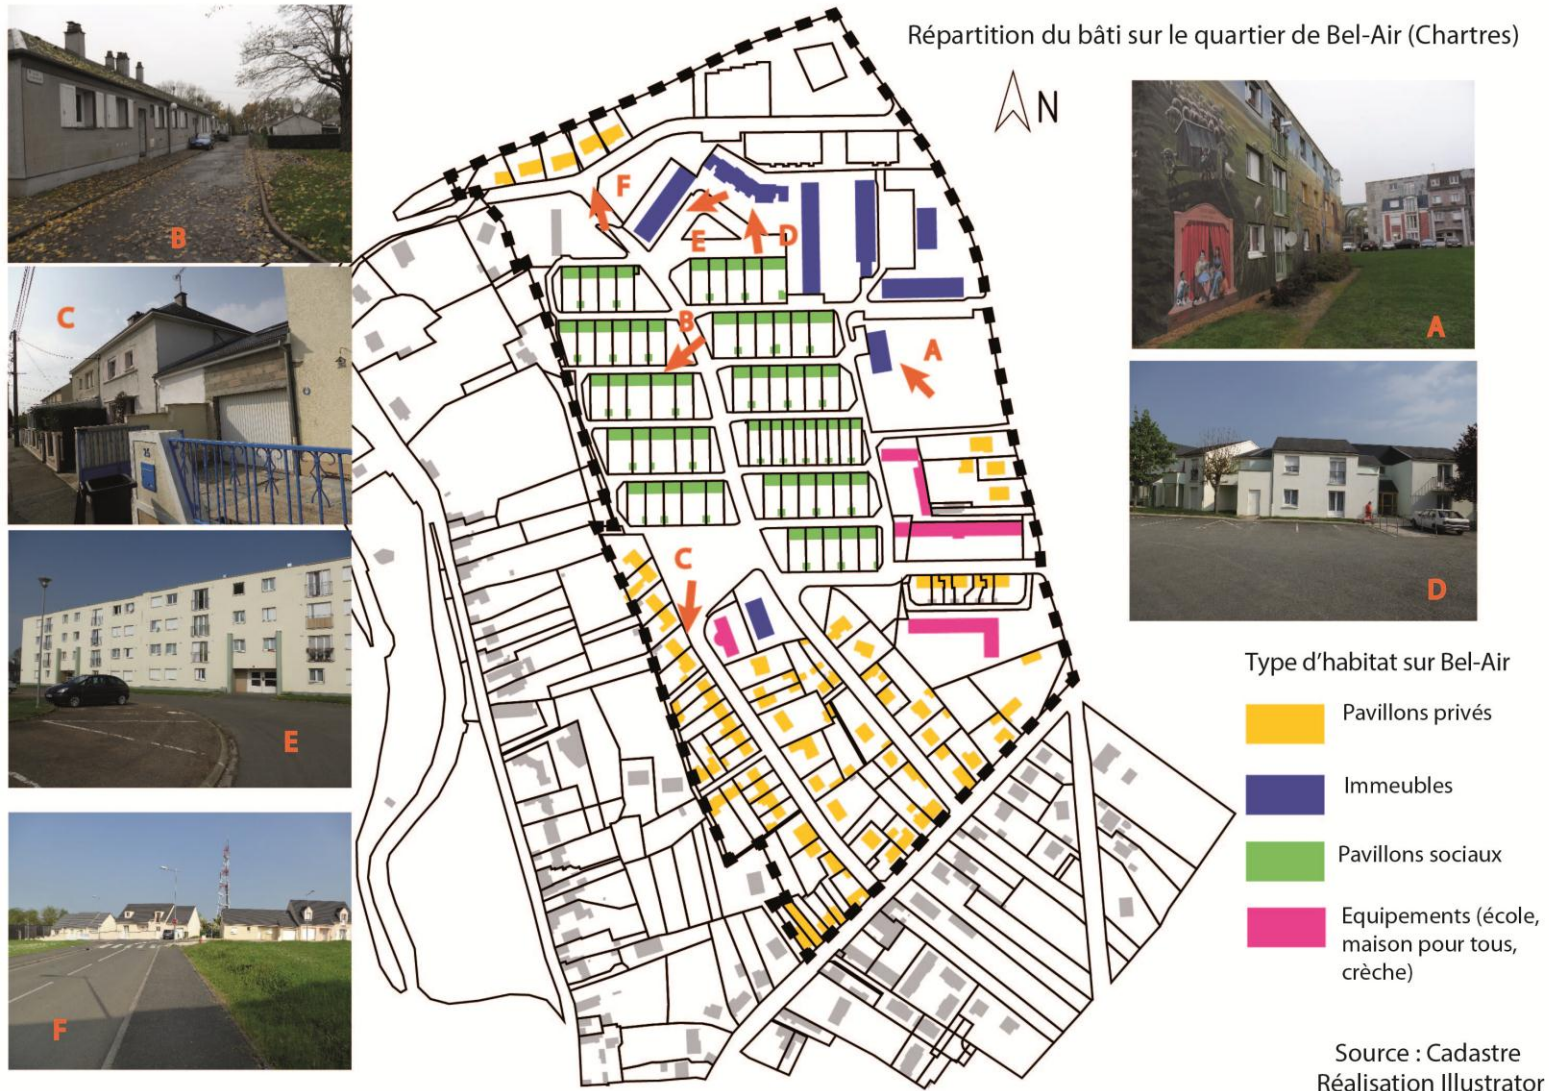 Répartition du bâti sur le quartier de Bel-Air (Chartres)
N
B
C
25
E
F
A
D
F
E
D
B
A
C
Type d'habitat sur Bel-Air
Pavillons privés
Immeubles
Pavillons sociaux
Equipements (école,
maison pour tous,
crèche)
Source : Cadastre
Réalisation Illustrator